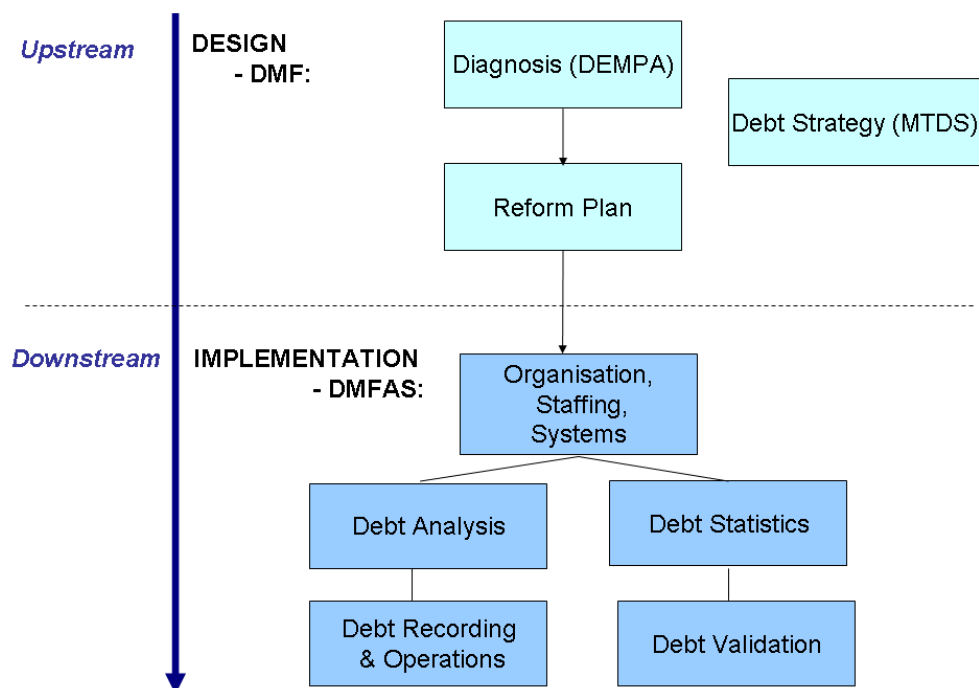 Upstream
DESIGN
- DMF:
Diagnosis (DEMPA)
Debt Strategy (MTDS)
Reform Plan
Downstream
IMPLEMENTATION
- DMFAS:
Organisation,
Staffing,
Systems
Debt Analysis
Debt Statistics
Debt Recording
& Operations
Debt Validation